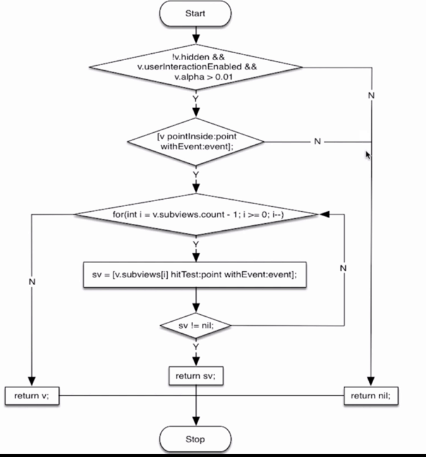 Start
!v.hidden &&
v.userInteractionEnabled &&
v.alpha > 0.01
N
Y
[v pointInside:point
withEvent:event];
N
Y
for(int i = v.subviews.count - 1; i >= 0; i--)
Y
N
N
sv = [v.subviews[i] hitTest:point withEvent:event];
sv != nil;
Y
return sv;
return v;
return nil;
Stop